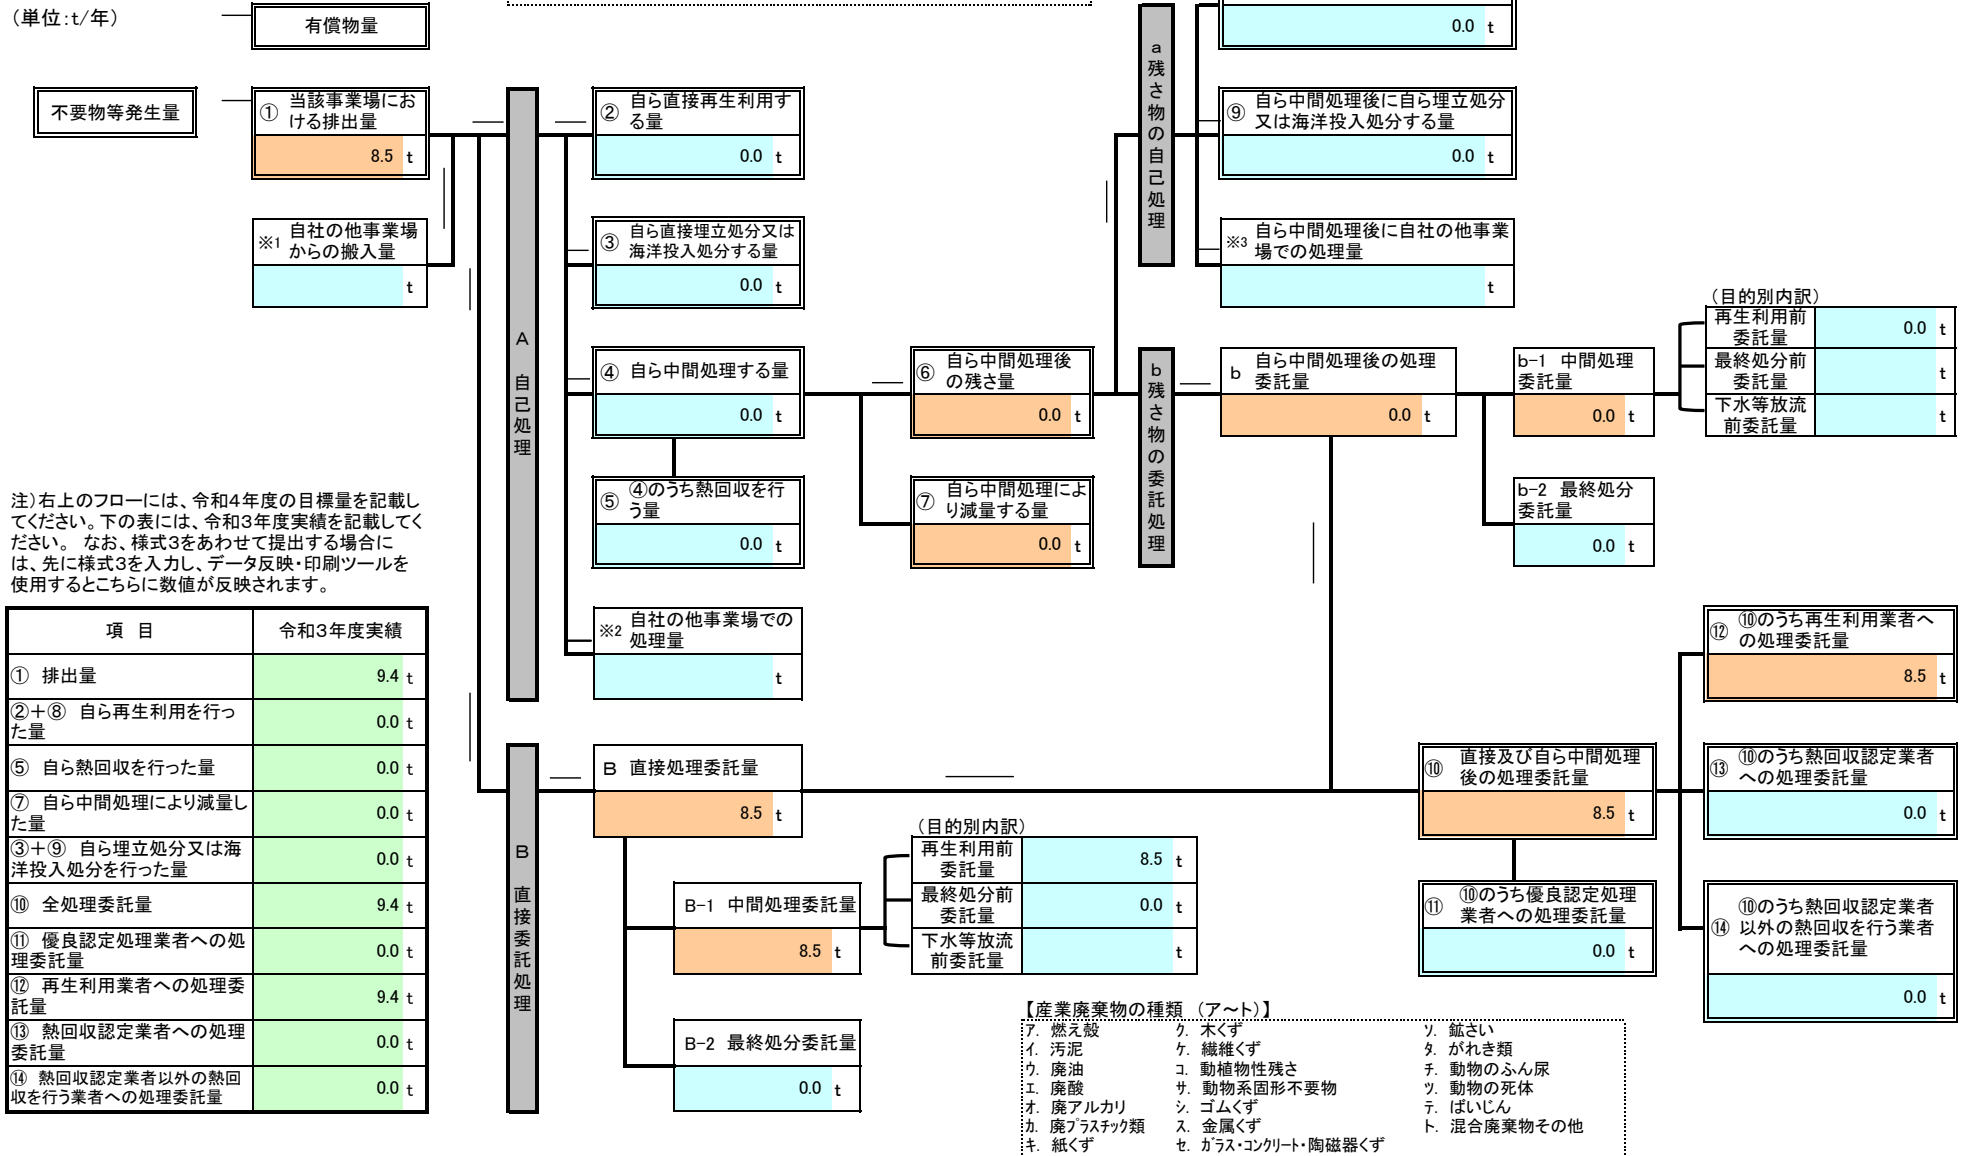 （単位:t/年）
有償物量
0.0 t
不要物等発生量
① 当該事業場にお
ける排出量
8.5 t
※1 自社の他事業場
からの搬入量
t
A 自己処理
② 自ら直接再生利用す
る量
0.0 t
③ 自ら直接埋立処分又は
海洋投入処分する量
0.0 t
④ 自ら中間処理する量
0.0 t
⑤ ④のうち熱回収を行
う量
0.0 t
※2 自社の他事業場での
処理量
t
⑥ 自ら中間処理後
の残さ量
0.0 t
⑦ 自ら中間処理によ
り減量する量
0.0 t
a残さ物の自己処理
⑨ 自ら中間処理後に自ら埋立処分
又は海洋投入処分する量
0.0 t
※3 自ら中間処理後に自社の他事業
場での処理量
t
b残さ物の委託処理
b 自ら中間処理後の処理
委託量
0.0 t
b-1 中間処理
委託量
0.0 t
（目的別内訳）
再生利用前
委託量 0.0 t
最終処分前
委託量 t
下水等放流
前委託量 t
b-2 最終処分
委託量
0.0 t
注）右上のフローには、令和４年度の目標量を記載し
てください。下の表には、令和３年度実績を記載してく
ださい。 なお、様式３をあわせて提出する場合に
は、先に様式３を入力し、データ反映・印刷ツールを
使用するとこちらに数値が反映されます。
項 目 令和３年度実績
① 排出量 9.4 t
②＋⑧ 自ら再生利用を行っ
た量 0.0 t
⑤ 自ら熱回収を行った量 0.0 t
⑦ 自ら中間処理により減量し
た量 0.0 t
③＋⑨ 自ら埋立処分又は海
洋投入処分を行った量 0.0 t
⑩ 全処理委託量 9.4 t
⑪ 優良認定処理業者への処
理委託量 0.0 t
⑫ 再生利用業者への処理委
託量 9.4 t
⑬ 熱回収認定業者への処理
委託量 0.0 t
⑭ 熱回収認定業者以外の熱回
収を行う業者への処理委託量 0.0 t
B 直接委託処理
B 直接処理委託量
8.5 t
B-1 中間処理委託量
8.5 t
（目的別内訳）
再生利用前
委託量 8.5 t
最終処分前
委託量 0.0 t
下水等放流
前委託量 t
B-2 最終処分委託量
0.0 t
⑩ 直接及び自ら中間処理
後の処理委託量
8.5 t
⑪ ⑩のうち優良認定処理
業者への処理委託量
0.0 t
⑫ ⑩のうち再生利用業者へ
の処理委託量
8.5 t
⑬ ⑩のうち熱回収認定業者
への処理委託量
0.0 t
⑭ ⑩のうち熱回収認定業者
以外の熱回収を行う業者
への処理委託量
0.0 t
【産業廃棄物の種類 （ア～ト）】
ア. 燃え殻 ク. 木くず ソ. 鉱さい
イ. 汚泥 ケ. 繊維くず タ. がれき類
ウ. 廃油 コ. 動植物性残さ チ. 動物のふん尿
エ. 廃酸 サ. 動物系固形不要物 ツ. 動物の死体
オ. 廃アルカリ シ. ゴムくず テ. ばいじん
カ. 廃プラスチック類 ス. 金属くず ト. 混合廃棄物その他
キ. 紙くず セ. ガラス・コンクリート・陶磁器くず